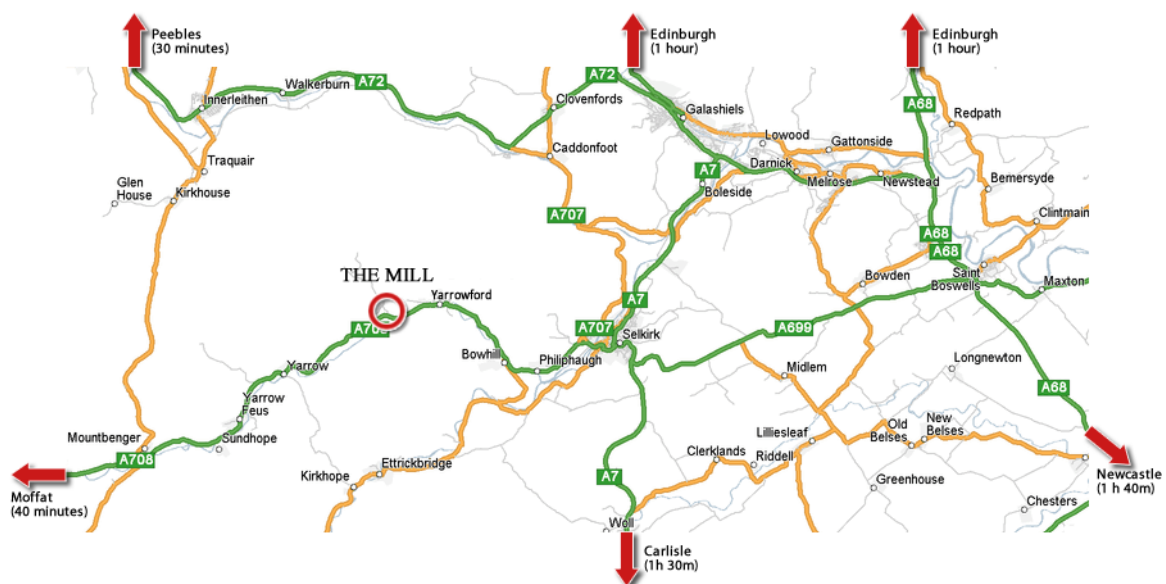 Peebles
(30 minutes)
Edinburgh
(1 hour)
Edinburgh
(1 hour)
A72
A72
Walkerburn
Innerleithen
Clovenfords
Galashiels
A68
Redpath
Lowood
Gattonside
Caddonfoot
Traquair
Darnick
A7
Melrose
Newstead
Glen
House
Kirkhouse
Boleside
Bemersyde
A707
Clintmain
A68
A68
THE MILL
Bowden
Saint
Boswells
Maxton
Yarrowford
A7
A707
Selkirk
A699
Bowhill
Philiphaugh
Longnewton
Yarrow
Midlem
A68
Yarrow
Feus
Mountbenger
Sundhope
Lilliesleaf
Old
Belses
New
Belses
A708
Clerklands
Riddell
Kirkhope
Ettrickbridge
A7
Greenhouse
Newcastle
(1 h 40m)
Moffat
(40 minutes)
Chesters
Woll
Carlisle
(1h 30m)